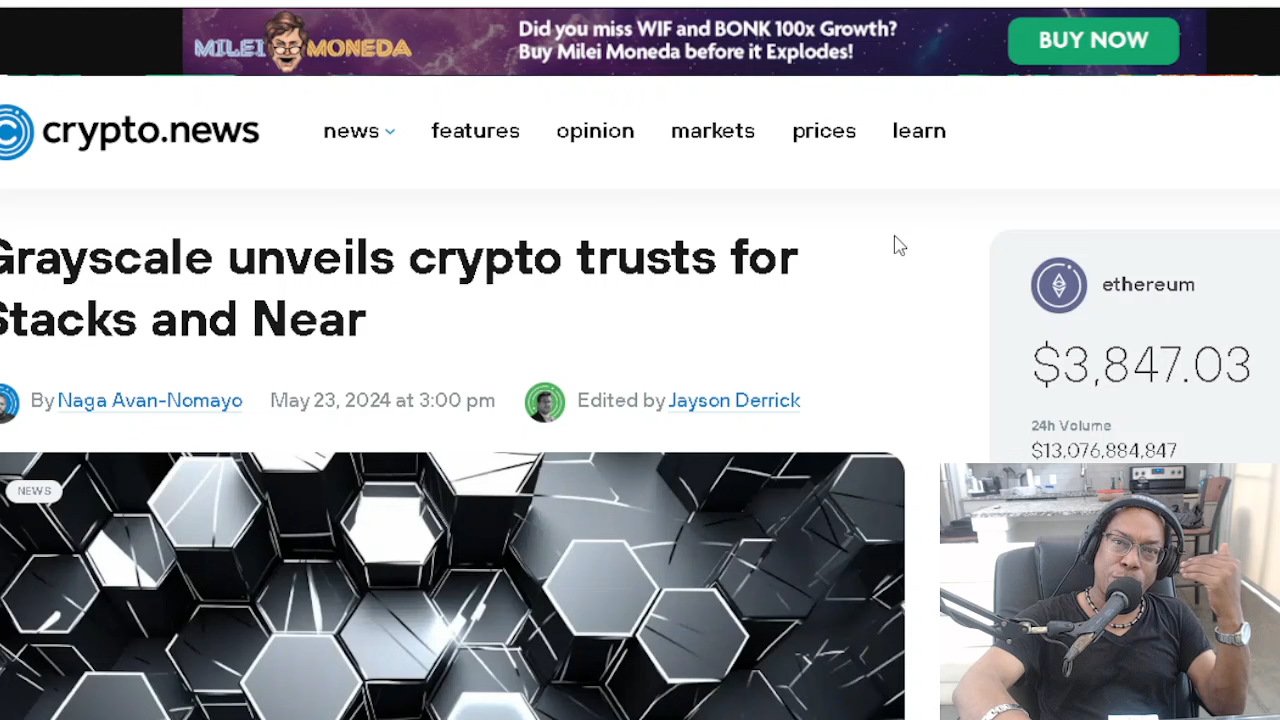 MILEI MONEDA
Did you miss WIF and BONK 100x Growth?
Buy Milei Moneda before it Explodes!
BUY NOW
crypto.news
news
features
opinion
markets
prices
learn
Grayscale unveils crypto trusts for
Stacks and Near
By Naga Avan-Nomayo
May 23, 2024 at 3:00 pm
Edited by Jayson Derrick
NEWS
ethereum
$3,847.03
24h Volume
$13,076,884,847